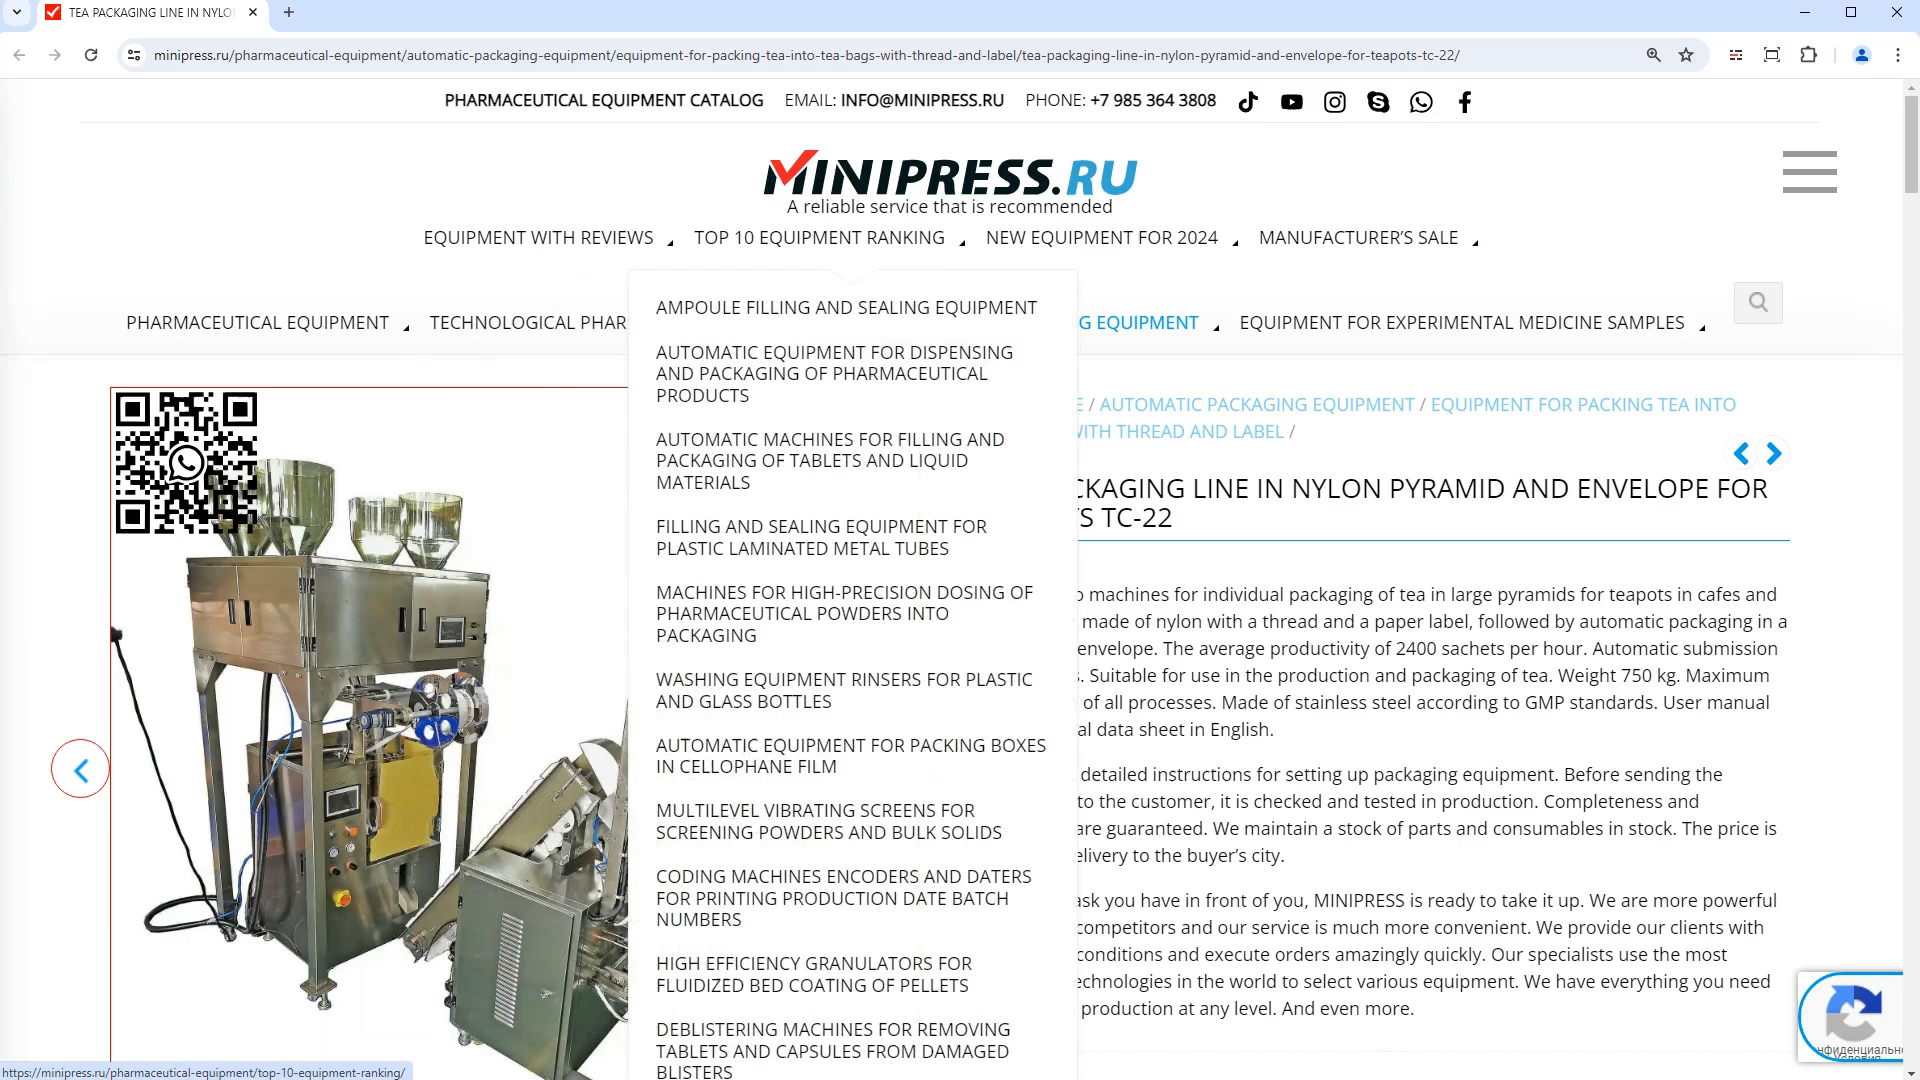 TEA PACKAGING LINE IN NYLO
minipress.ru/pharmaceutical-equipment/automatic-packaging-equipment/equipment-for-packing-tea-into-tea-bags-with-thread-and-label/tea-packaging-line-in-nylon-pyramid-and-envelope-for-teapots-tc-22/
PHARMACEUTICAL EQUIPMENT CATALOG EMAIL: INFO@MINIPRESS.RU PHONE: +7 985 364 3808
MINIPRESS.RU
A reliable service that is recommended
EQUIPMENT WITH REVIEWS TOP 10 EQUIPMENT RANKING NEW EQUIPMENT FOR 2024 MANUFACTURER'S SALE
PHARMACEUTICAL EQUIPMENT TECHNOLOGICAL PHAR G EQUIPMENT EQUIPMENT FOR EXPERIMENTAL MEDICINE SAMPLES
AMPOULE FILLING AND SEALING EQUIPMENT
AUTOMATIC EQUIPMENT FOR DISPENSING
AND PACKAGING OF PHARMACEUTICAL
PRODUCTS
AUTOMATIC MACHINES FOR FILLING AND
PACKAGING OF TABLETS AND LIQUID
MATERIALS
FILLING AND SEALING EQUIPMENT FOR
PLASTIC LAMINATED METAL TUBES
MACHINES FOR HIGH-PRECISION DOSING OF
PHARMACEUTICAL POWDERS INTO
PACKAGING
WASHING EQUIPMENT RINSERS FOR PLASTIC
AND GLASS BOTTLES
AUTOMATIC EQUIPMENT FOR PACKING BOXES
IN CELLOPHANE FILM
MULTILEVEL VIBRATING SCREENS FOR
SCREENING POWDERS AND BULK SOLIDS
CODING MACHINES ENCODERS AND DATERS
FOR PRINTING PRODUCTION DATE BATCH
NUMBERS
HIGH EFFICIENCY GRANULATORS FOR
FLUIDIZED BED COATING OF PELLETS
DEBLISTERING MACHINES FOR REMOVING
TABLETS AND CAPSULES FROM DAMAGED
BLISTERS
E / AUTOMATIC PACKAGING EQUIPMENT / EQUIPMENT FOR PACKING TEA INTO
WITH THREAD AND LABEL /
CKAGING LINE IN NYLON PYRAMID AND ENVELOPE FOR
S TC-22
machines for individual packaging of tea in large pyramids for teapots in cafes and
made of nylon with a thread and a paper label, followed by automatic packaging in a
envelope. The average productivity of 2400 sachets per hour. Automatic submission
s. Suitable for use in the production and packaging of tea. Weight 750 kg. Maximum
of all processes. Made of stainless steel according to GMP standards. User manual
al data sheet in English.
detailed instructions for setting up packaging equipment. Before sending the
to the customer, it is checked and tested in production. Completeness and
are guaranteed. We maintain a stock of parts and consumables in stock. The price is
elivery to the buyer's city.
ask you have in front of you, MINIPRESS is ready to take it up. We are more powerful
competitors and our service is much more convenient. We provide our clients with
conditions and execute orders amazingly quickly. Our specialists use the most
echnologies in the world to select various equipment. We have everything you need
production at any level. And even more.
https://minipress.ru/pharmaceutical-equipment/top-10-equipment-ranking/